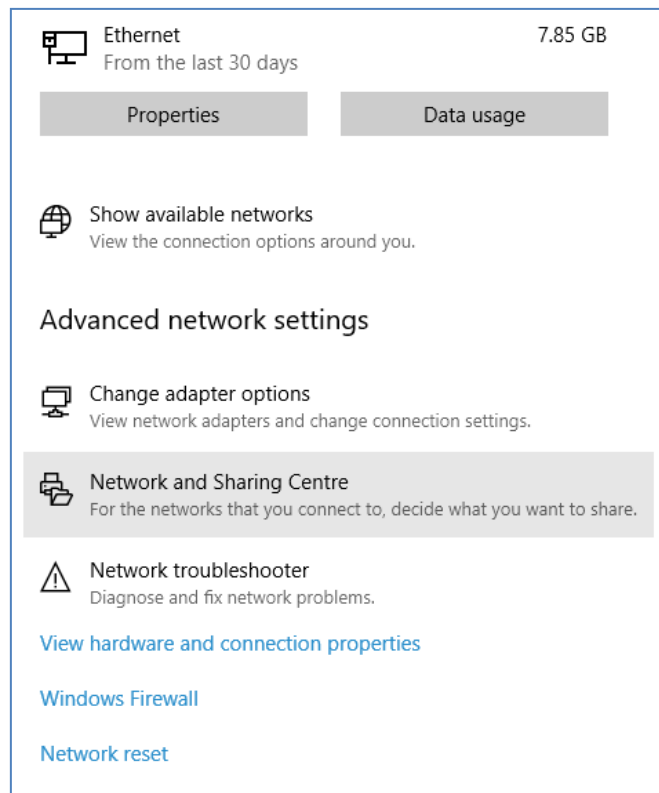 Ethernet 7.85 GB
From the last 30 days
Properties Data usage
Show available networks
View the connection options around you.
Advanced network settings
Change adapter options
View network adapters and change connection settings.
Network and Sharing Centre
For the networks that you connect to, decide what you want to share.
Network troubleshooter
Diagnose and fix network problems.
View hardware and connection properties
Windows Firewall
Network reset